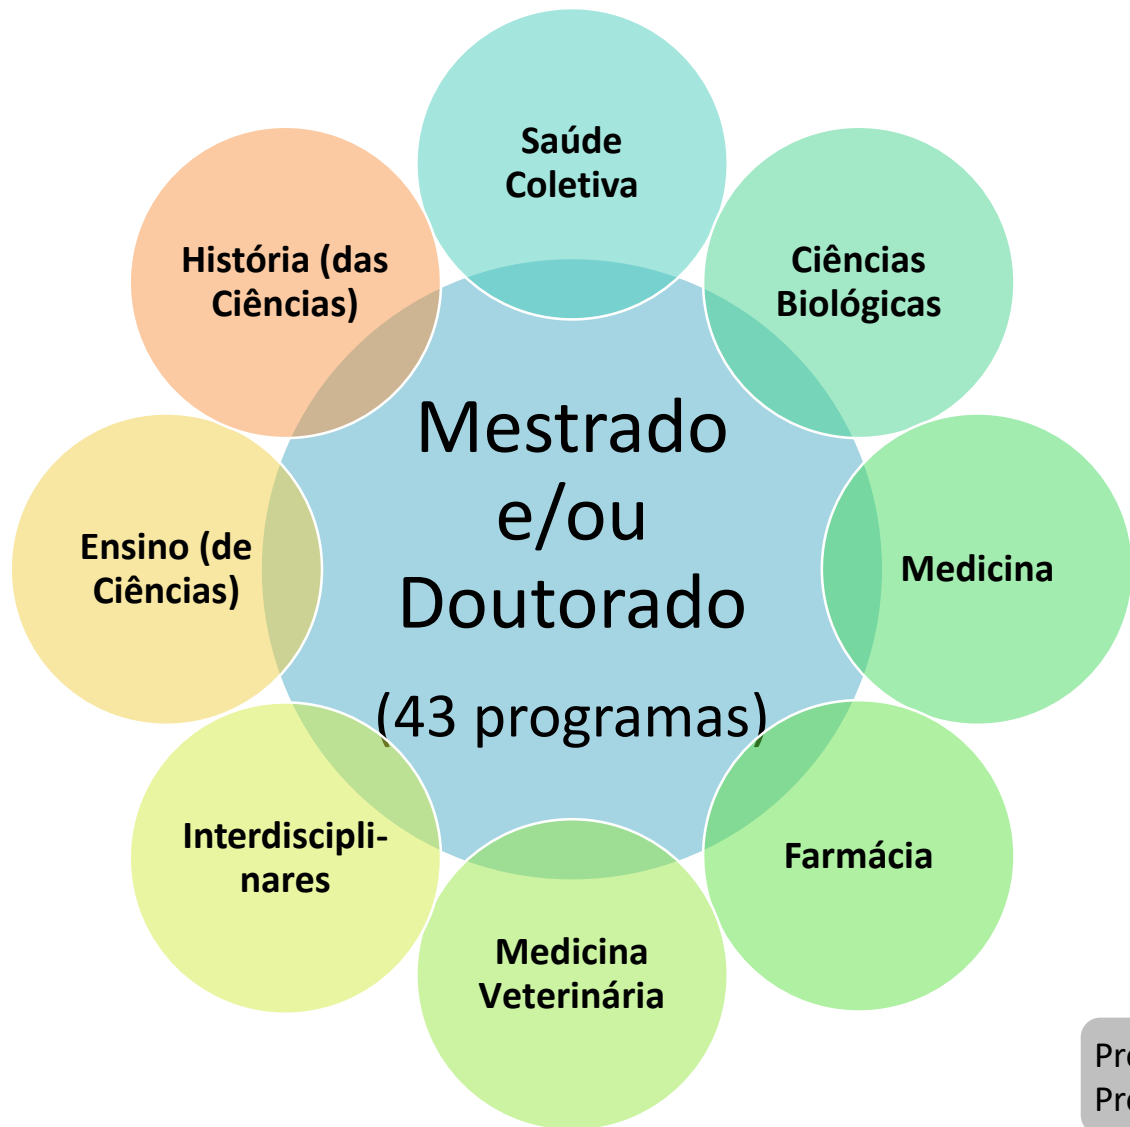 Saúde
Coletiva
Ciências
Biológicas
Medicina
Farmácia
Medicina
Veterinária
Interdiscipli-
nares
Ensino (de
Ciências)
História (das
Ciências)
Mestrado
e/ou
Doutorado
(43 programas)